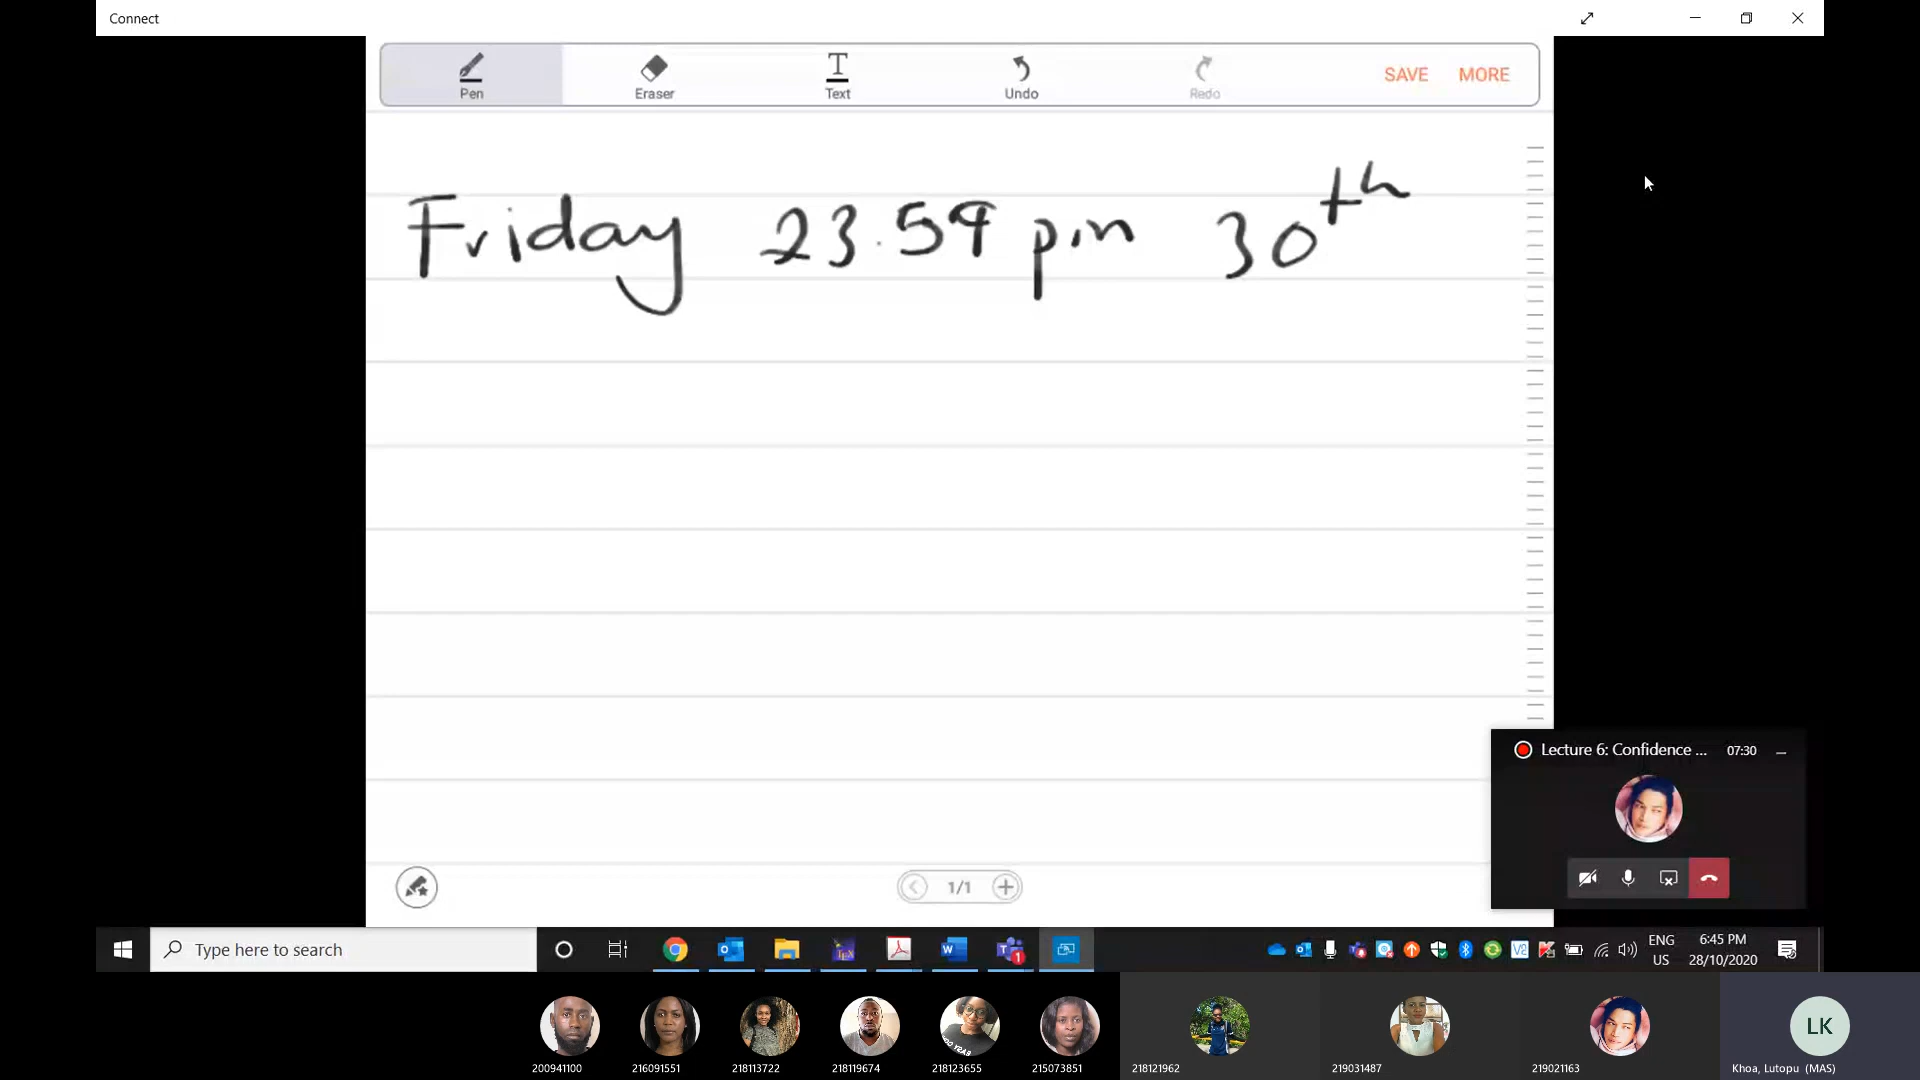 Connect
Pen
Eraser
Text
Undo
Redo
SAVE
MORE
Friday 23.59 pm 30th
Lecture 6: Confidence ...
07:30
1/1
Type here to search
ENG
US
6:45 PM
28/10/2020
200941100
216091551
218113722
218119674
218123655
215073851
218121962
219031487
219021163
LK
Khoa, Lutopu (MAS)